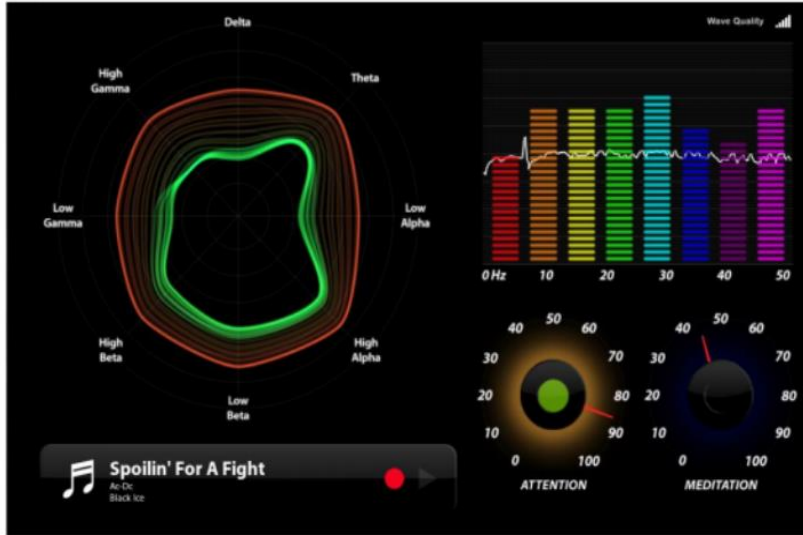 Delta
Wave Quality
High
Gamma
Theta
Low
Gamma
Low
Alpha
High
Beta
High
Alpha
Low
Beta
0 Hz 10 20 30 40 50
0 10 20 30 40 50 60 70 80 90 100
ATTENTION
0 10 20 30 40 50 60 70 80 90 100
MEDITATION
Spoilin' For A Fight
Ac-Dc
Black Ice